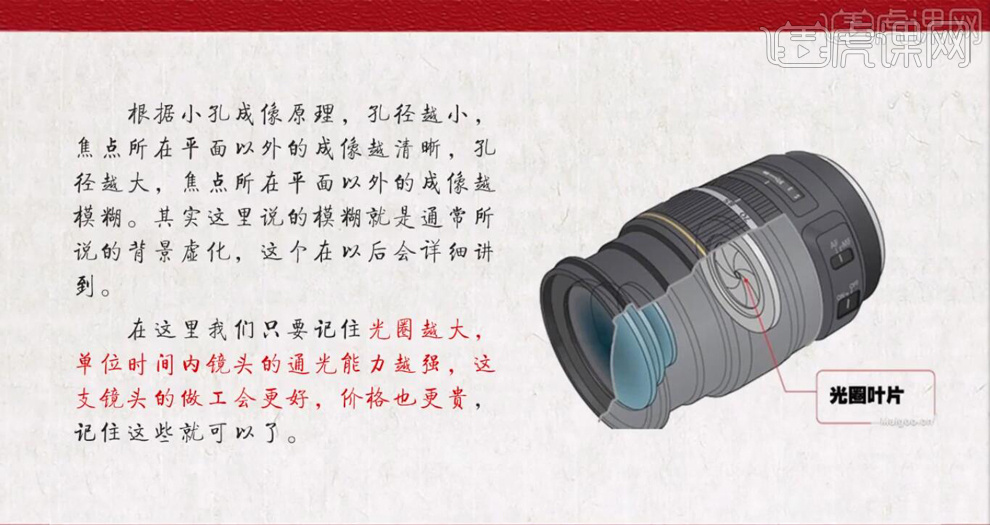 虎课网
根据小孔成像原理，孔径越小，
焦点所在平面以外的成像越清晰，孔
径越大，焦点所在平面以外的成像越
模糊。其实这里说的模糊就是通常所
说的背景虚化，这个在以后会详细讲
到。
在这里我们只要记住光圈越大，
单位时间内镜头的通光能力越强，这
支镜头的做工会更好，价格也更贵，
记住这些就可以了。
光圈叶片